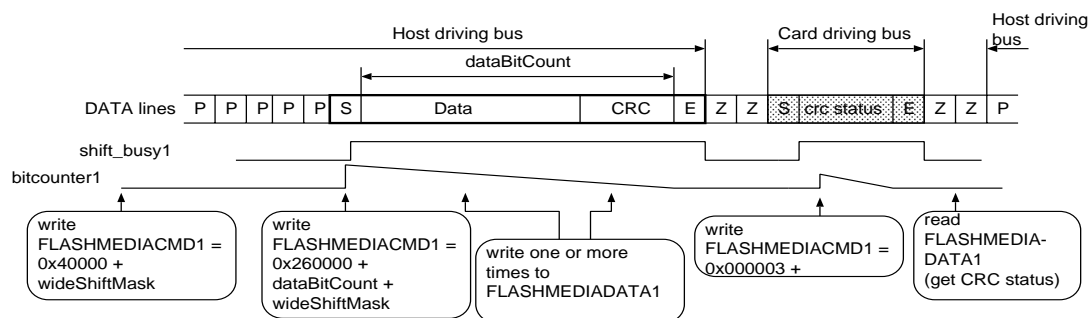 Host driving bus
Card driving bus
Host driving
bus
dataBitCount
DATA lines P P P P P S Data CRC E Z Z S crc status E Z Z P
shift_busy1
bitcounter1
write
FLASHMEDIACMD1 =
0x40000 +
wideShiftMask
write
FLASHMEDIACMD1 =
0x260000 +
dataBitCount +
wideShiftMask
write one or more
times to
FLASHMEDIADATA1
write
FLASHMEDIACMD1 =
0x000003 +
read
FLASHMEDIA-
DATA1
(get CRC status)